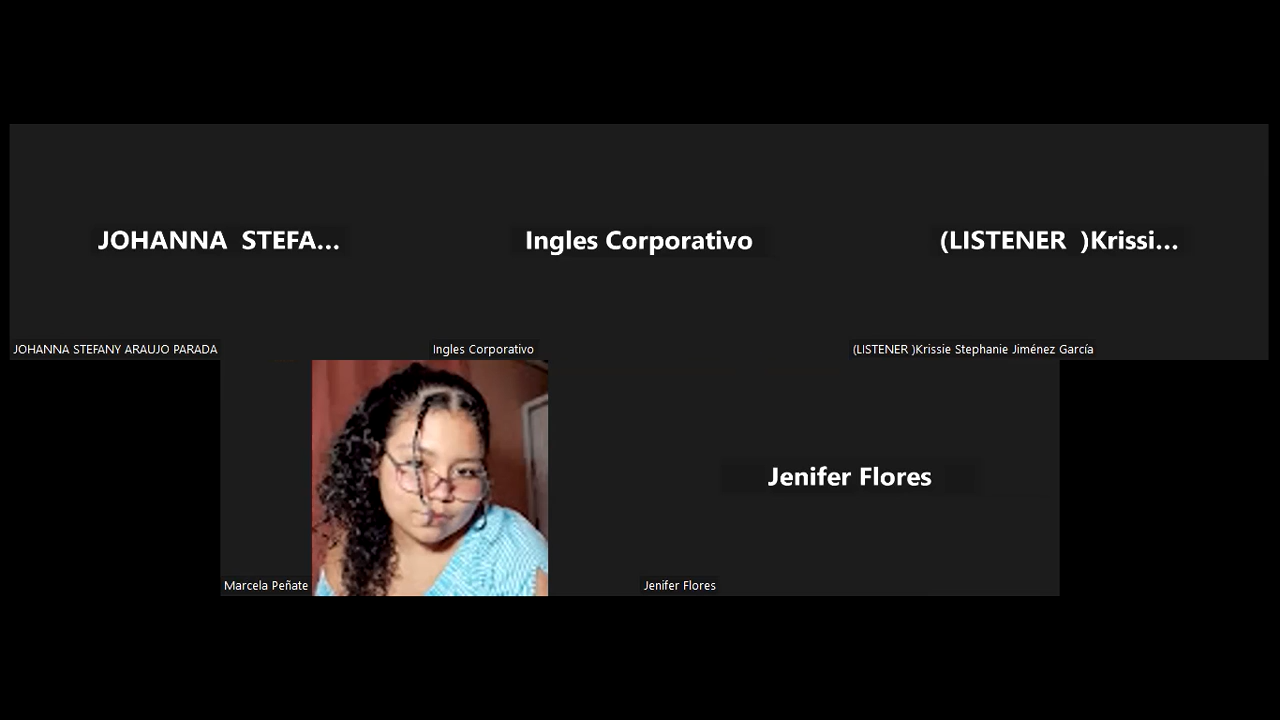 JOHANNA STEFA...
Ingles Corporativo
(LISTENER )Krissi...
JOHANNA STEFANY ARAUJO PARADA
Ingles Corporativo
(LISTENER )Krissie Stephanie Jiménez García
Jenifer Flores
Marcela Peñate
Jenifer Flores